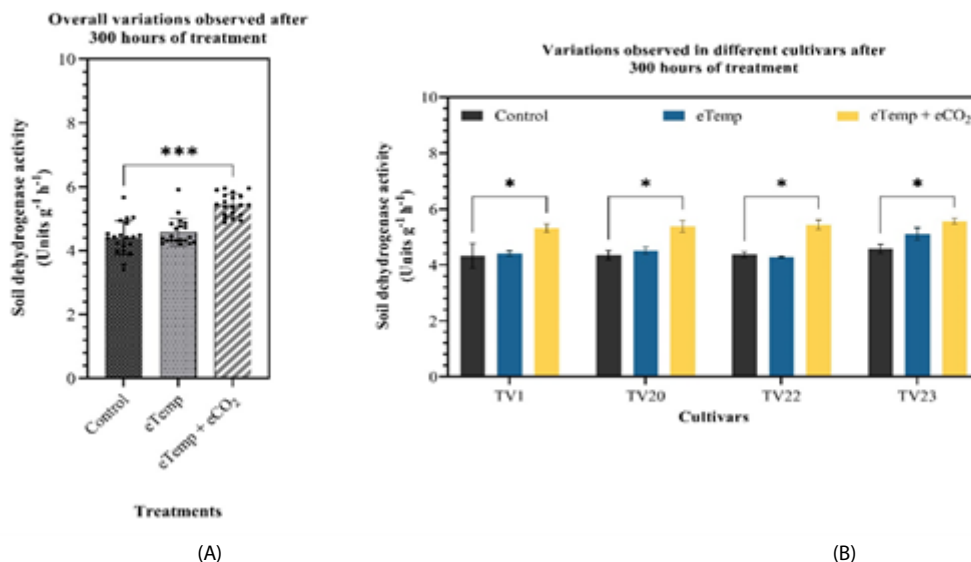 Overall variations observed after
300 hours of treatment
Soil dehydrogenase activity
(Units g⁻¹ h⁻¹)
10
8
6
4
2
0
***
Control
eTemp
eTemp + eCO₂
Treatments
(A)
Variations observed in different cultivars after
300 hours of treatment
Soil dehydrogenase activity
(Units g⁻¹ h⁻¹)
10
8
6
4
2
0
Control eTemp eTemp + eCO₂
* * * *
TV1 TV20 TV22 TV23
Cultivars
(B)